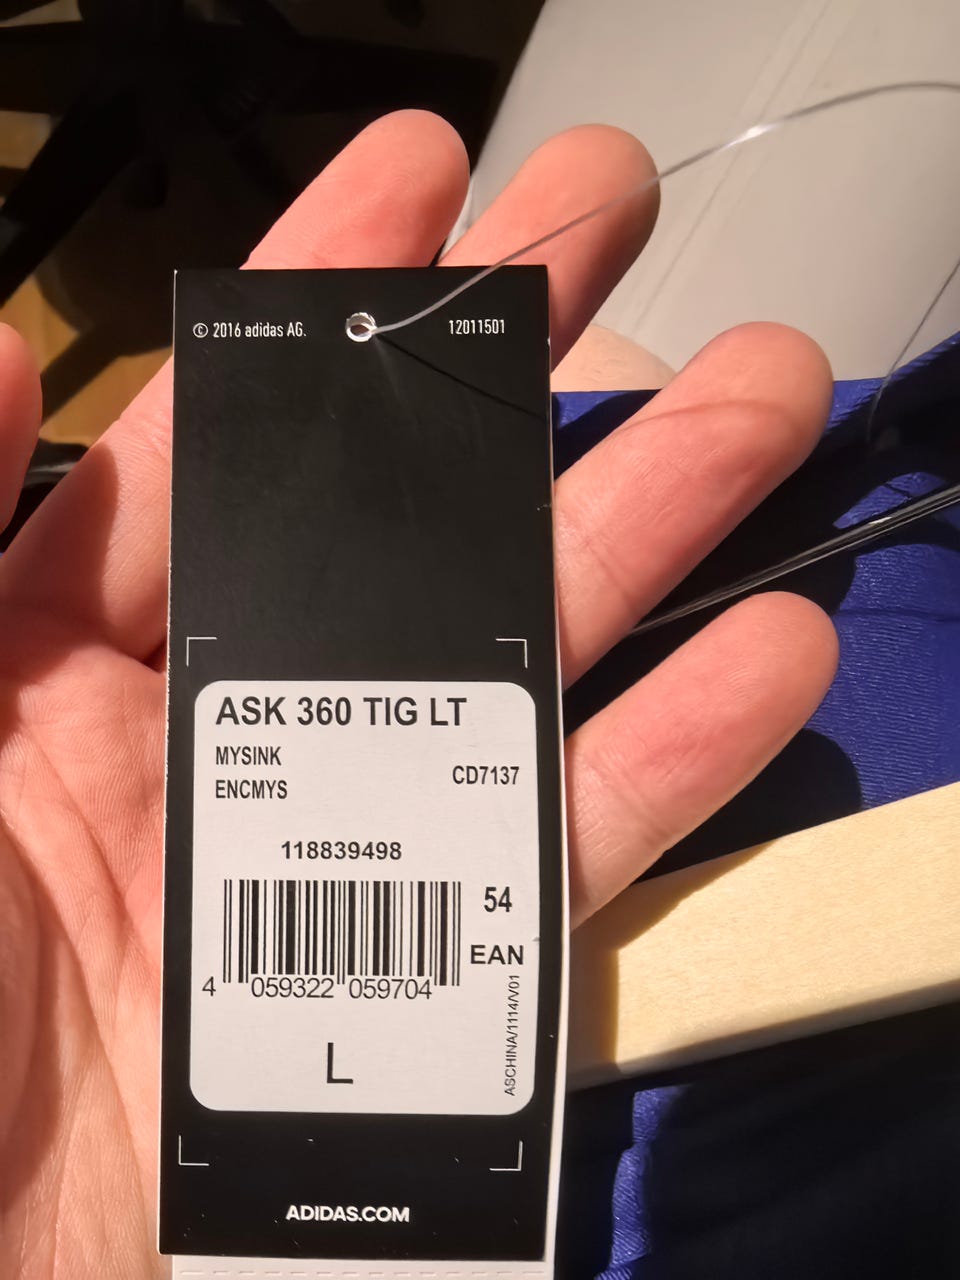 © 2016 adidas AG.
12011501
ASK 360 TIG LT
MYSINK
ENCMYS
CD7137
118839498
54
EAN
4 059322 059704
L
ASCHINA/1114/V01
ADIDAS.COM